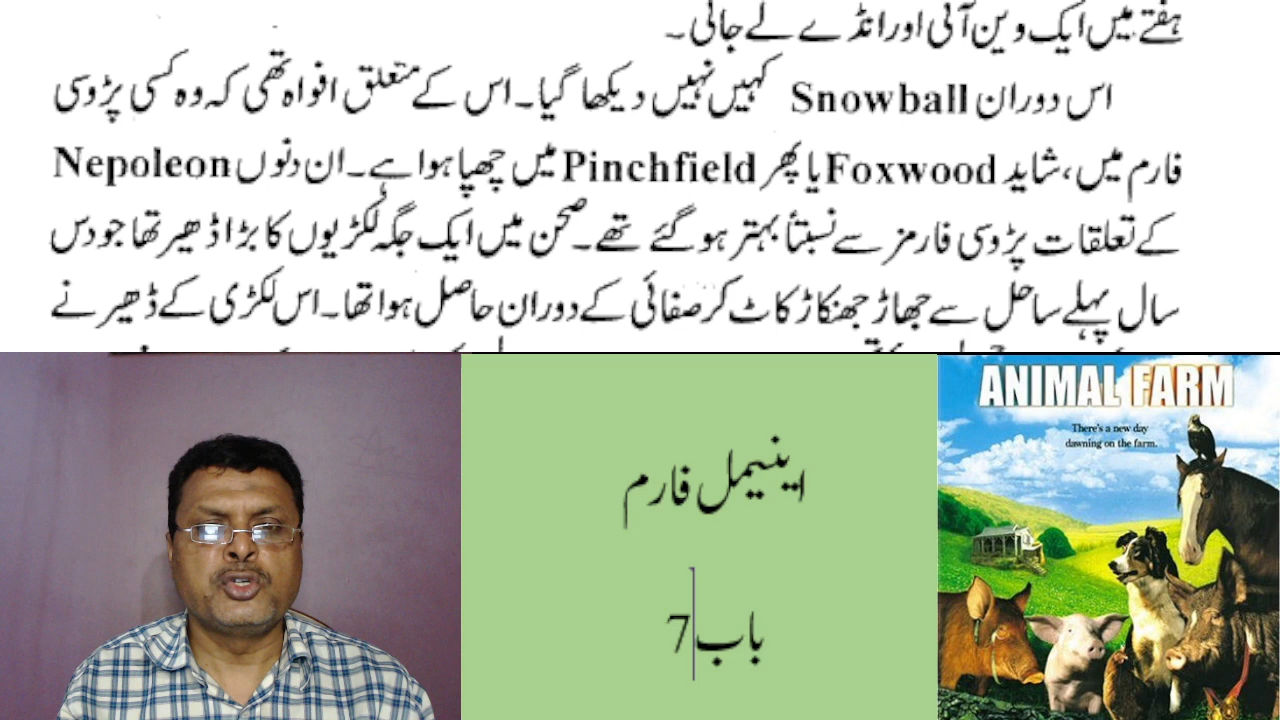 ہفتے میں ایک وین آتی اور انڈے لے جاتی۔
اس دوران Snowball کہیں نہیں دیکھا گیا۔ اس کے متعلق افواہ تھی کہ وہ کسی پڑوسی
فارم میں، شاید Foxwood یا پھر Pinchfield میں چھپا ہوا ہے۔ ان دنوں Nepoleon
کے تعلقات پڑوسی فارمز سے نسبتاً بہتر ہو گئے تھے۔ صحن میں ایک جگہ لکڑیوں کا بڑا ڈھیر تھا جو دس
سال پہلے ساحل سے جھاڑ جھنکاڑ کاٹ کر صفائی کے دوران حاصل ہوا تھا۔ اس لکڑی کے ڈھیر نے
اینیمل فارم
باب 7
ANIMAL FARM
There's a new day
dawning on the farm.